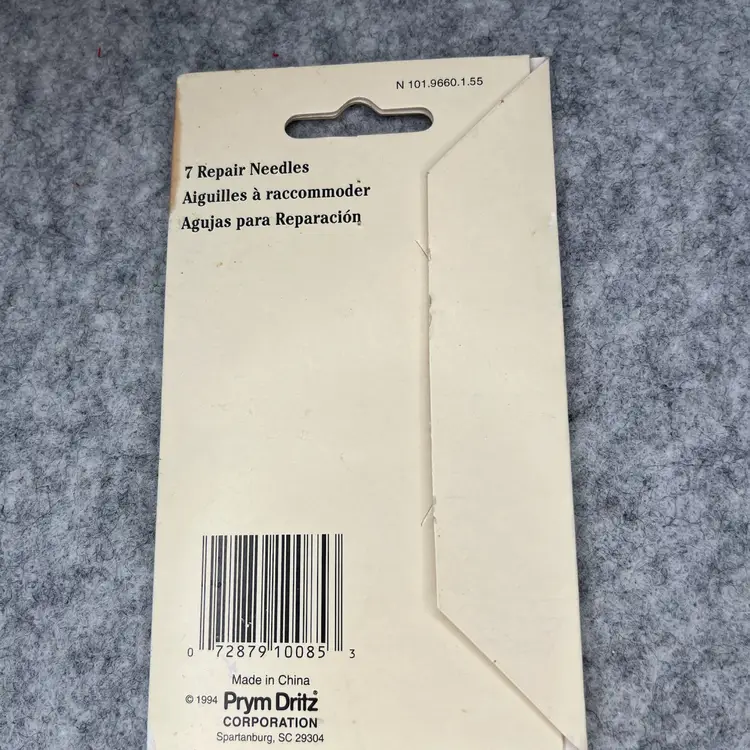 N 101.9660.1.55
7 Repair Needles
Aiguilles à raccommoder
Agujas para Reparación
0 72879 10085 3
Made in China
© 1994 Prym Dritz®
CORPORATION
Spartanburg, SC 29304